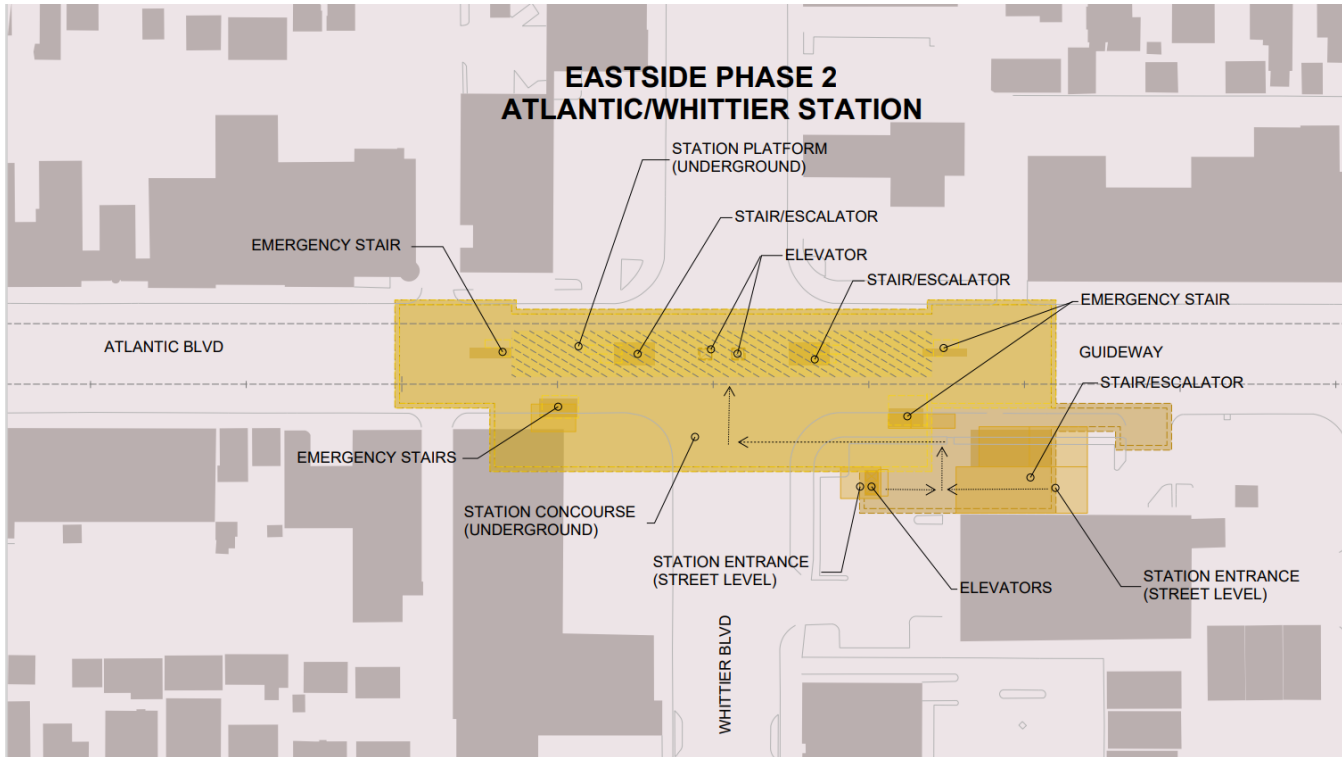 EASTSIDE PHASE 2
ATLANTIC/WHITTIER STATION
STATION PLATFORM
(UNDERGROUND)
STAIR/ESCALATOR
EMERGENCY STAIR
ELEVATOR
STAIR/ESCALATOR
EMERGENCY STAIR
ATLANTIC BLVD
GUIDEWAY
STAIR/ESCALATOR
EMERGENCY STAIRS
STATION CONCOURSE
(UNDERGROUND)
STATION ENTRANCE
(STREET LEVEL)
ELEVATORS
STATION ENTRANCE
(STREET LEVEL)
WHITTIER BLVD